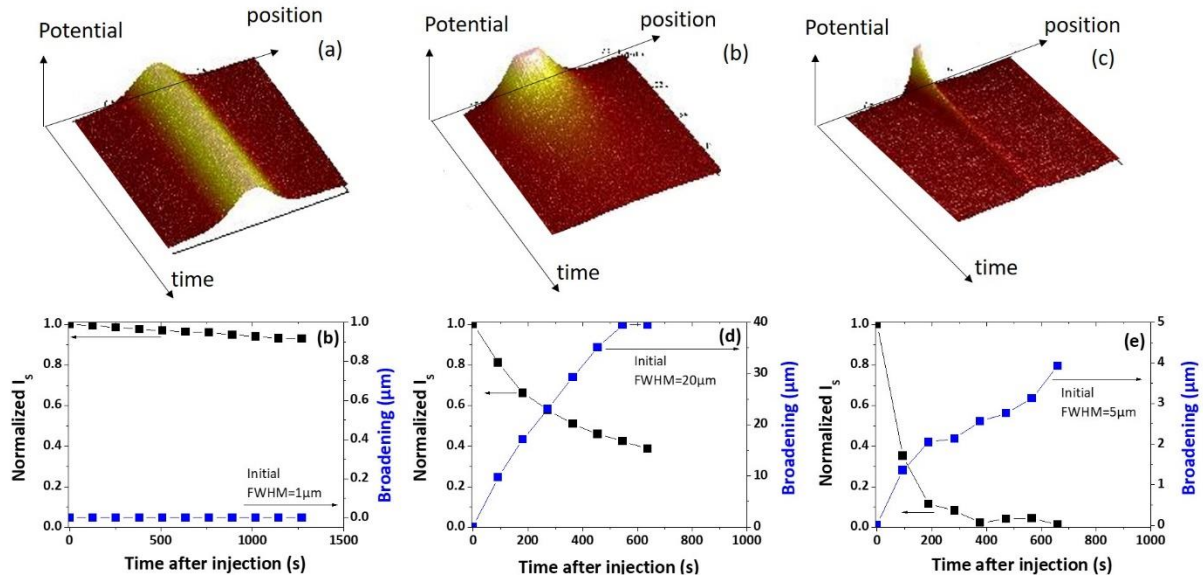 Potential
position
(a)
time
Potential
position
(b)
time
Potential
position
(c)
time
1.0
0.8
0.6
0.4
0.2
0.0
Normalized Is
(b)
Initial
FWHM=1µm
1.0
0.8
0.6
0.4
0.2
0.0
Broadening (µm)
0
500
1000
1500
Time after injection (s)
1.0
0.8
0.6
0.4
0.2
0.0
Normalized Is
(d)
Initial
FWHM=20µm
40
30
20
10
0
Broadening (µm)
0
200
400
600
800
1000
Time after injection (s)
1.0
0.8
0.6
0.4
0.2
0.0
Normalized Is
(e)
Initial
FWHM=5µm
5
4
3
2
1
0
Broadening (µm)
0
200
400
600
800
1000
Time after injection (s)